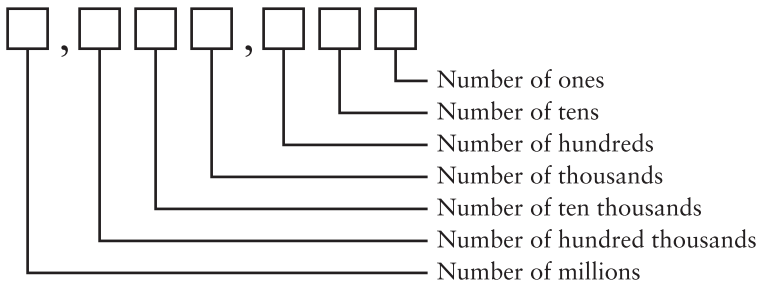 , ,
Number of ones
Number of tens
Number of hundreds
Number of thousands
Number of ten thousands
Number of hundred thousands
Number of millions